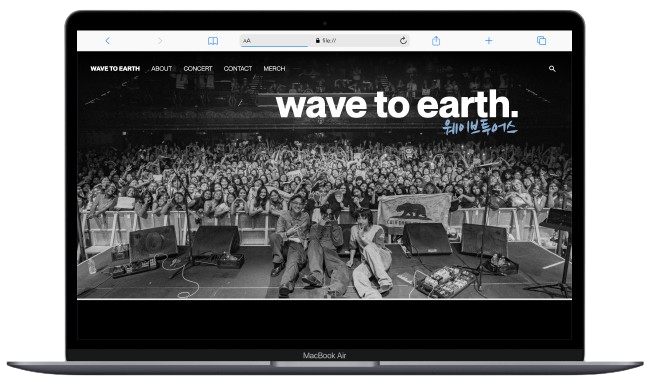 AA file://
WAVE TO EARTH ABOUT CONCERT CONTACT MERCH
wave to earth.
웨이브투어스
CALIFORNIA
MacBook Air